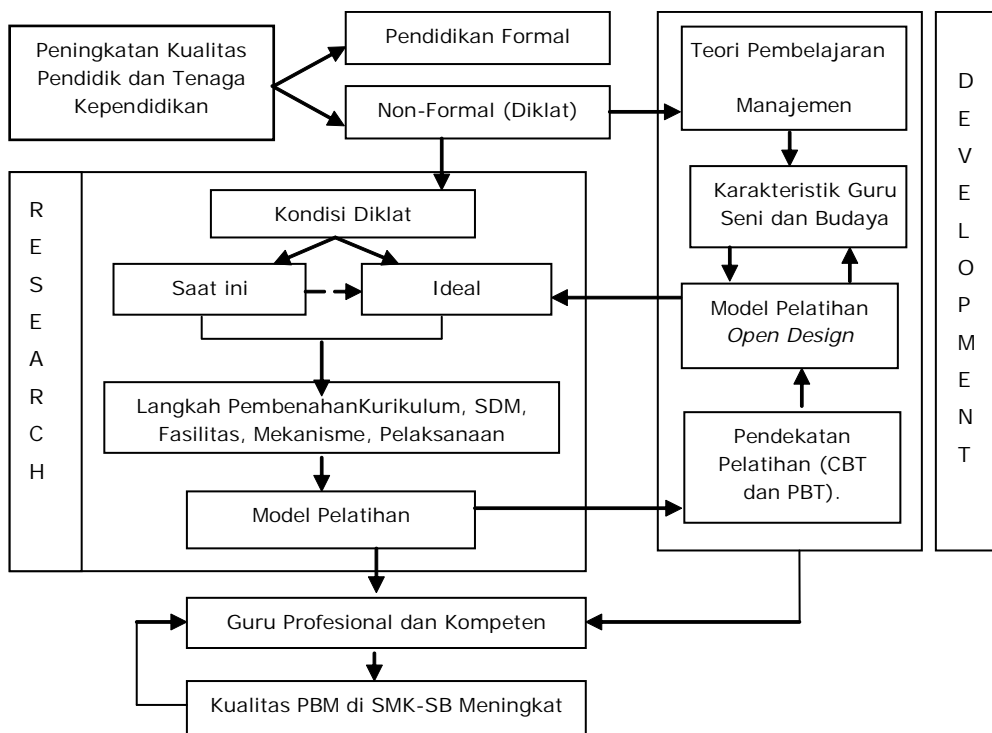 Peningkatan Kualitas
Pendidik dan Tenaga
Kependidikan
Pendidikan Formal
Non-Formal (Diklat)
Teori Pembelajaran
Manajemen
Karakteristik Guru
Seni dan Budaya
Model Pelatihan
Open Design
Pendekatan
Pelatihan (CBT
dan PBT).
D
E
V
E
L
O
P
M
E
N
T
R
E
S
E
A
R
C
H
Kondisi Diklat
Saat ini
Ideal
Langkah PembenahanKurikulum, SDM,
Fasilitas, Mekanisme, Pelaksanaan
Model Pelatihan
Guru Profesional dan Kompeten
Kualitas PBM di SMK-SB Meningkat